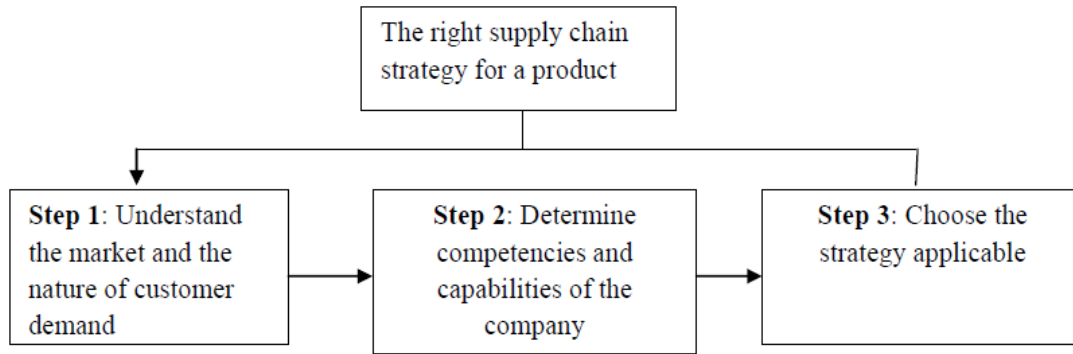 The right supply chain
strategy for a product
Step 1: Understand
the market and the
nature of customer
demand
Step 2: Determine
competencies and
capabilities of the
company
Step 3: Choose the
strategy applicable